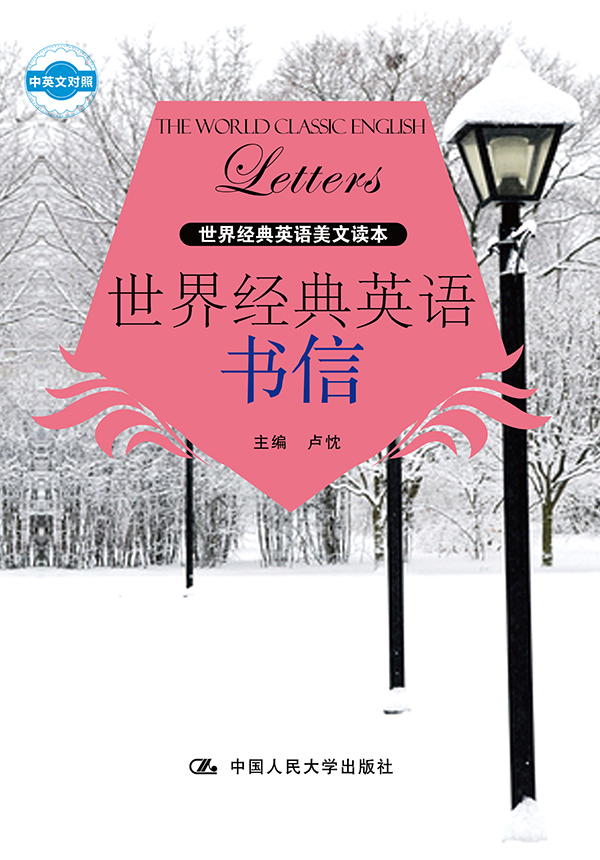 中英文对照
THE WORLD CLASSIC ENGLISH
Letters
世界经典英语美文读本
世界经典英语
书信
主编 卢忱
中国人民大学出版社